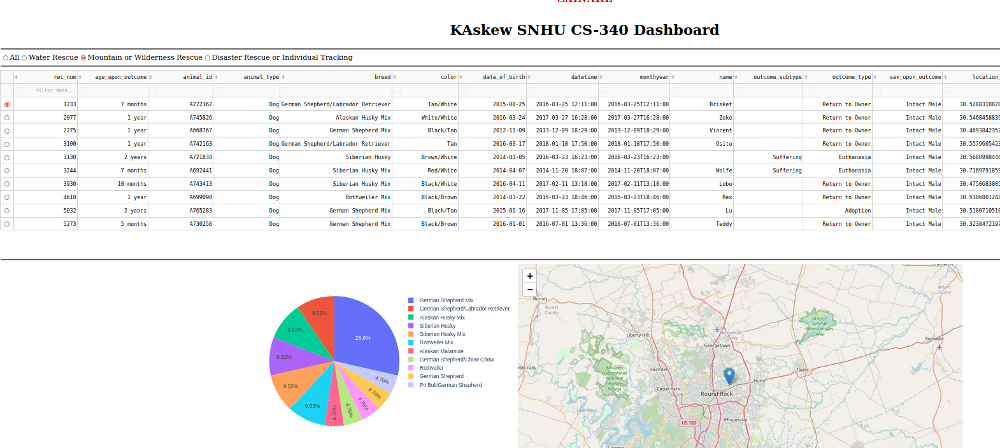 SALVARE
KAskew SNHU CS-340 Dashboard
All Water Rescue Mountain or Wilderness Rescue Disaster Rescue or Individual Tracking
rec_num age_upon_outcome animal_id animal_type breed color date_of_birth datetime monthyear name outcome_subtype outcome_type sex_upon_outcome location_
filter data...
1233 7 months A722362 Dog German Shepherd/Labrador Retriever Tan/White 2015-08-25 2016-03-25 12:11:00 2016-03-25T12:11:00 Brisket Return to Owner Intact Male 30.5288318820
2077 1 year A745826 Dog Alaskan Husky Mix White/White 2016-03-24 2017-03-27 16:28:00 2017-03-27T16:28:00 Zeke Return to Owner Intact Male 30.5468458839
2275 1 year A668767 Dog German Shepherd Mix Black/Tan 2012-11-09 2013-12-09 18:29:00 2013-12-09T18:29:00 Vincent Return to Owner Intact Male 30.4693842352
3100 1 year A742163 Dog German Shepherd/Labrador Retriever Tan 2016-03-17 2018-01-18 17:50:00 2018-01-18T17:50:00 Osito Return to Owner Intact Male 30.5579605423
3130 2 years A721834 Dog Siberian Husky Brown/White 2014-03-05 2016-03-23 16:23:00 2016-03-23T16:23:00 Suffering Euthanasia Intact Male 30.5680998448
3244 7 months A692441 Dog Siberian Husky Mix Red/White 2014-04-07 2014-11-20 18:07:00 2014-11-20T18:07:00 Wolfe Suffering Euthanasia Intact Male 30.7169791859
3930 10 months A743413 Dog Siberian Husky Mix Black/White 2016-04-11 2017-02-11 13:18:00 2017-02-11T13:18:00 Lobo Return to Owner Intact Male 30.4750683005
4618 1 year A699090 Dog Rottweiler Mix Black/Brown 2014-03-22 2015-03-23 18:46:00 2015-03-23T18:46:00 Rex Return to Owner Intact Male 30.5386801244
5032 2 years A765283 Dog German Shepherd Mix Black/Tan 2015-01-16 2017-11-05 17:05:00 2017-11-05T17:05:00 Lu Adoption Intact Male 30.5180710510
5273 5 months A730258 Dog German Shepherd Mix Black/Brown 2016-01-01 2016-07-01 13:36:00 2016-07-01T13:36:00 Teddy Return to Owner Intact Male 30.3238472197
28.6%
9.52%
9.52%
9.52%
9.52%
9.52%
4.76%
4.76%
4.76%
4.76%
4.76%
German Shepherd Mix
German Shepherd/Labrador Retriever
Alaskan Husky Mix
Siberian Husky
Siberian Husky Mix
Rottweiler Mix
Alaskan Malamute
German Shepherd/Chow Chow
Rottweiler
German Shepherd
Pit Bull/German Shepherd
+
−
Cameron
Milam
County
Burnet
Burnet
County
Granger
Wildlife
Management
Area
Liberty Hill
Williamson
County
Rockdale
Georgetown
rble Falls
Leander
Taylor
Balcones
Canyonlands
National
Wildlife
Refuge
Hutto
Cedar Park
Round Rock
Lake Travis
US 183
Pflugerville
Lakeway